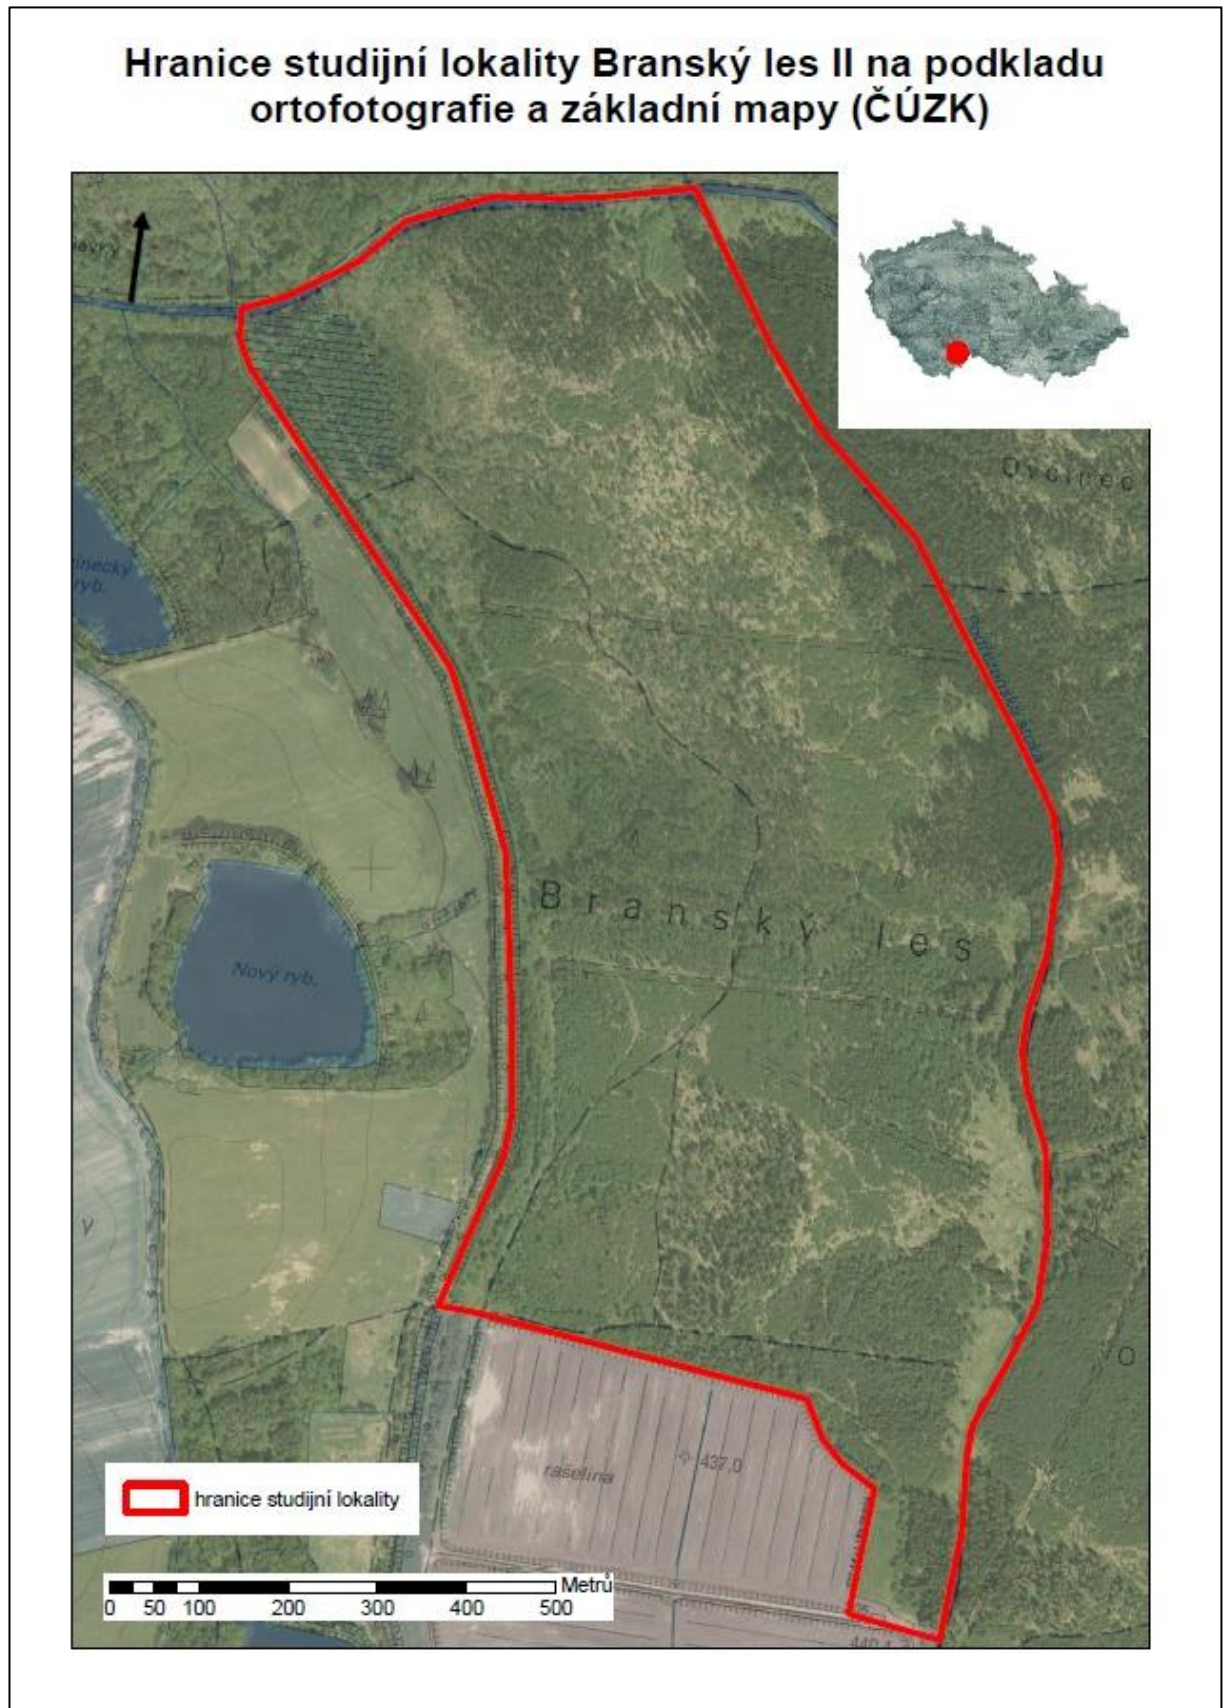 Hranice studijní lokality Branský les II na podkladu
ortofotografie a základní mapy (ČÚZK)
ryb.
Nový ryb.
Branský les
rašelina
437,0
O
hranice studijní lokality
Metrů
0 50 100 200 300 400 500